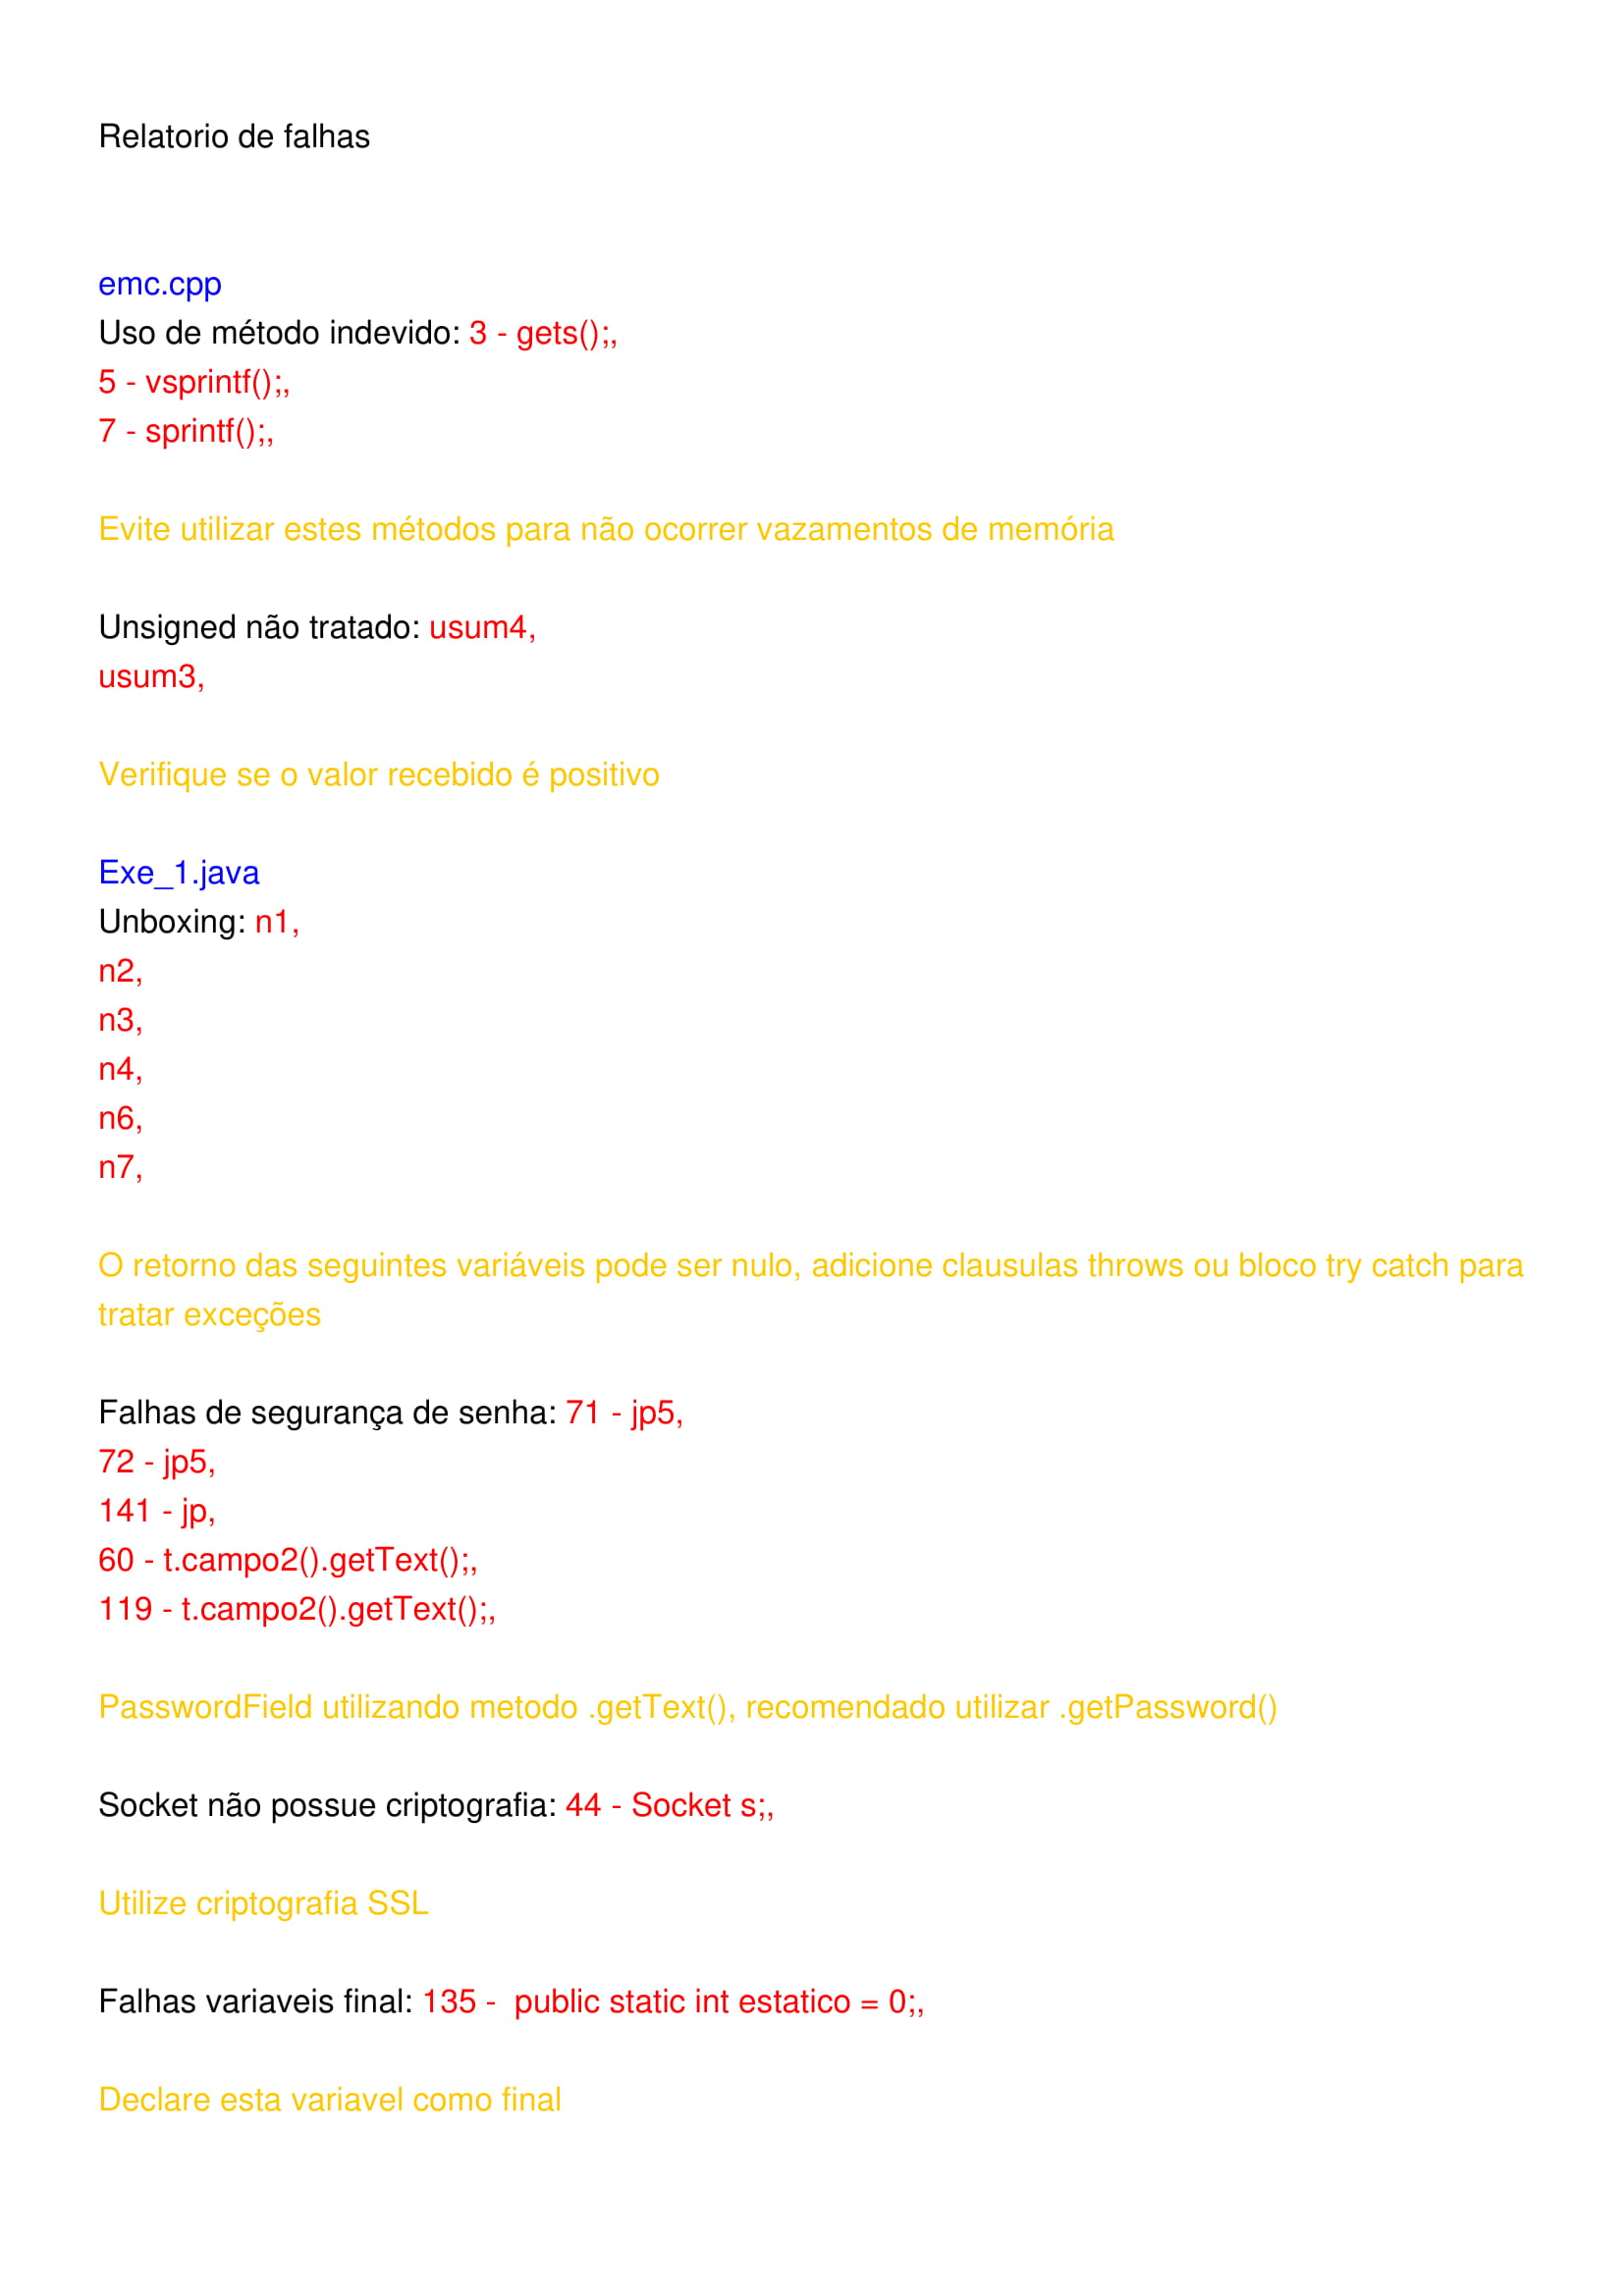 Relatorio de falhas
emc.cpp
Uso de método indevido: 3 - gets();,
5 - vsprintf();,
7 - sprintf();,
Evite utilizar estes métodos para não ocorrer vazamentos de memória
Unsigned não tratado: usum4,
usum3,
Verifique se o valor recebido é positivo
Exe_1.java
Unboxing: n1,
n2,
n3,
n4,
n6,
n7,
O retorno das seguintes variáveis pode ser nulo, adicione clausulas throws ou bloco try catch para
tratar exceções
Falhas de segurança de senha: 71 - jp5,
72 - jp5,
141 - jp,
60 - t.campo2().getText();,
119 - t.campo2().getText();,
PasswordField utilizando metodo .getText(), recomendado utilizar .getPassword()
Socket não possue criptografia: 44 - Socket s;,
Utilize criptografia SSL
Falhas variaveis final: 135 -  public static int estatico = 0;,
Declare esta variavel como final